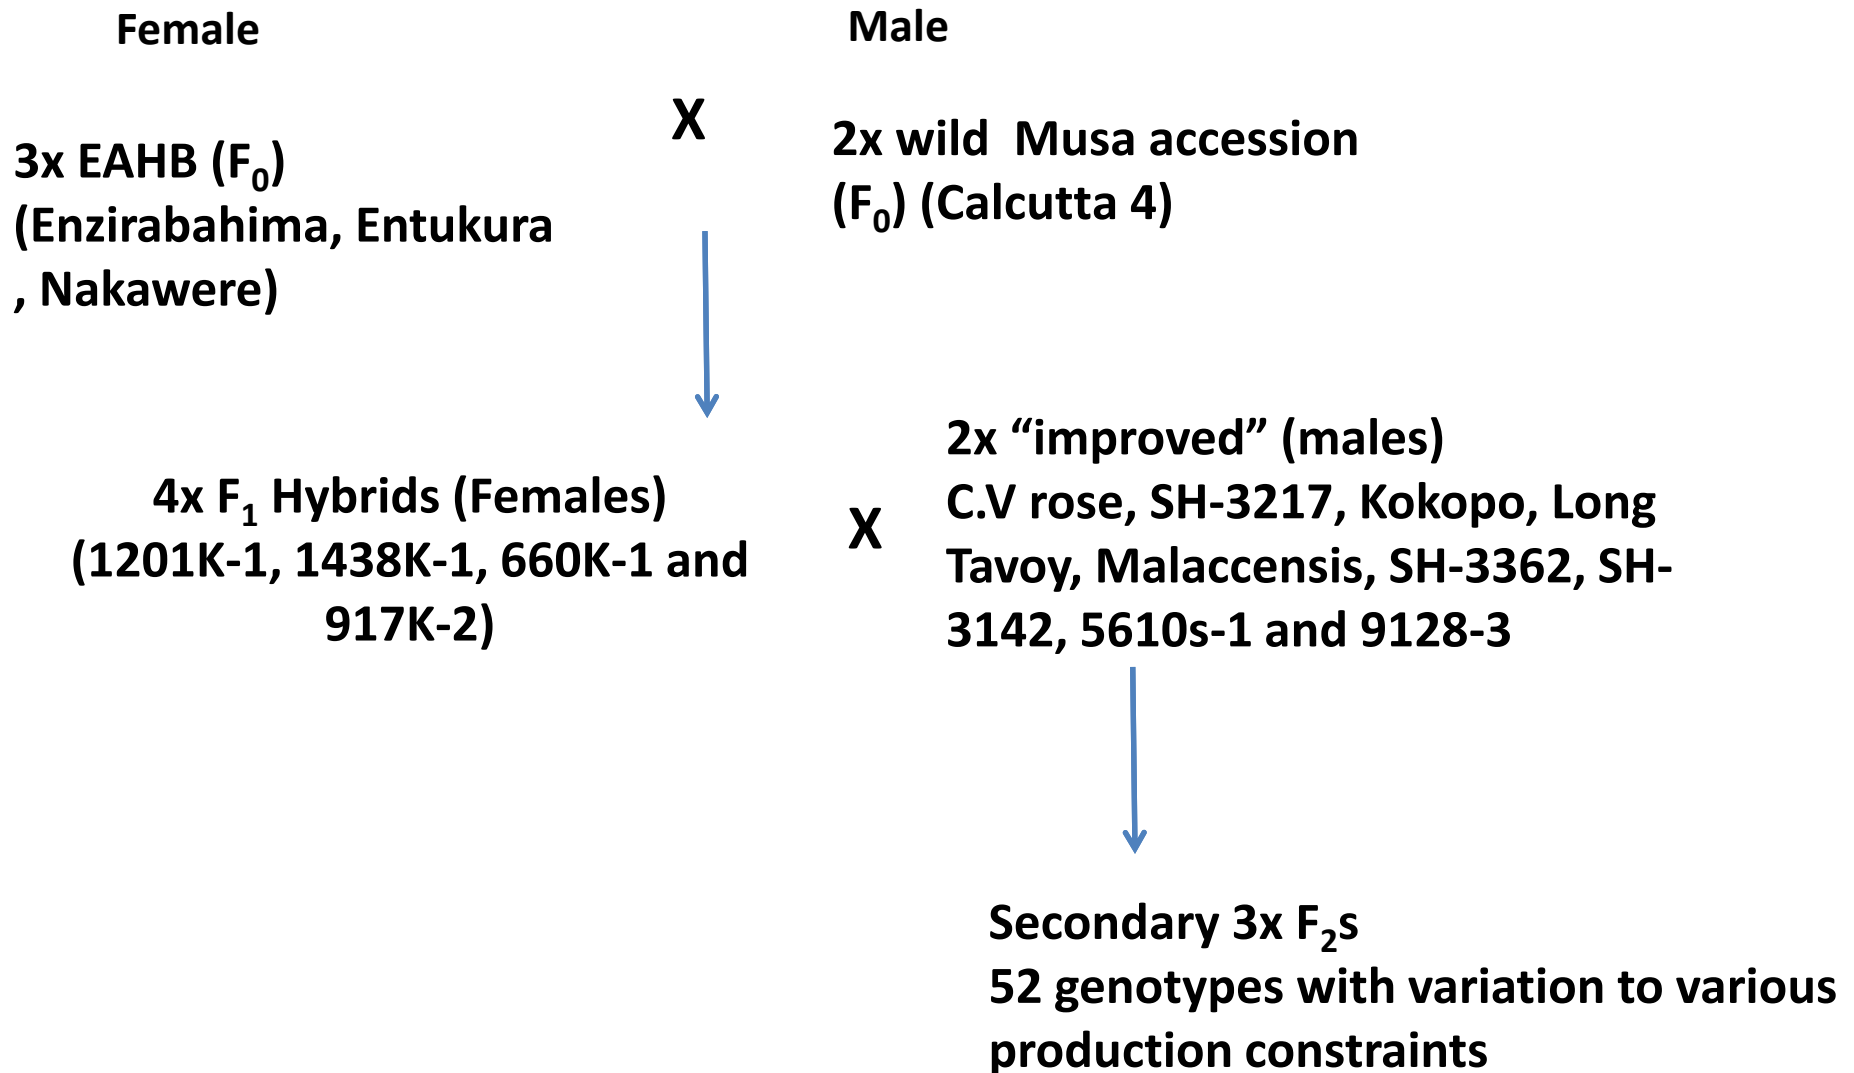 Female
Male
X
3x EAHB (F₀)
(Enzirabahima, Entukura
, Nakawere)
2x wild Musa accession
(F₀) (Calcutta 4)
4x F₁ Hybrids (Females)
(1201K-1, 1438K-1, 660K-1 and
917K-2)
X
2x “improved” (males)
C.V rose, SH-3217, Kokopo, Long
Tavoy, Malaccensis, SH-3362, SH-
3142, 5610s-1 and 9128-3
Secondary 3x F₂s
52 genotypes with variation to various
production constraints